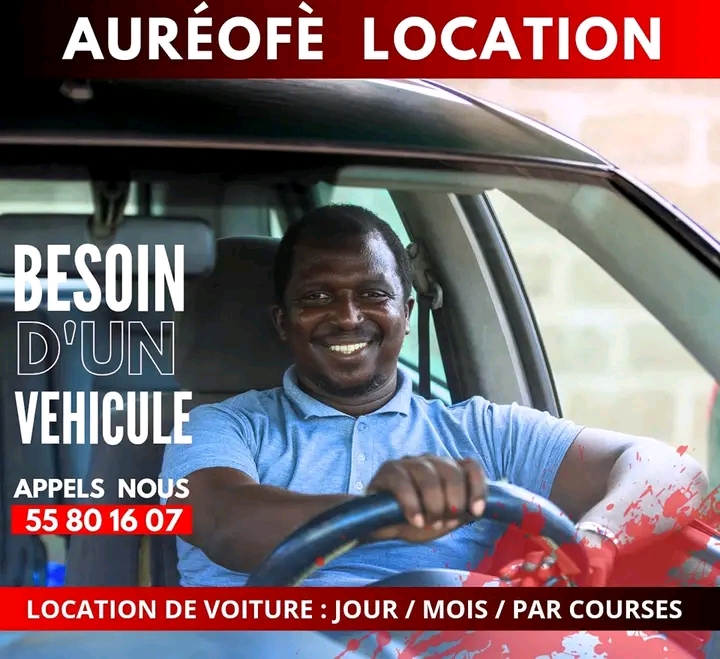 AURÉOFÈ LOCATION
BESOIN
D'UN
VEHICULE
APPELS NOUS
55 80 16 07
LOCATION DE VOITURE : JOUR / MOIS / PAR COURSES